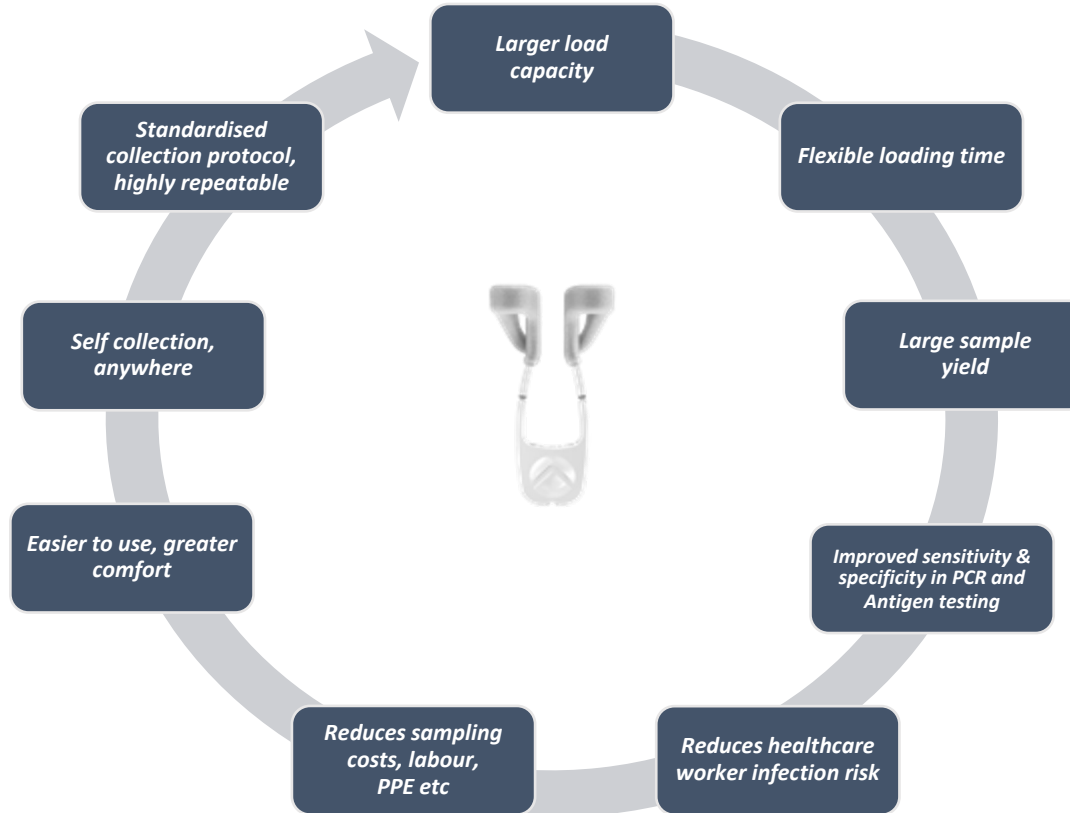 Larger load
capacity
Flexible loading time
Large sample
yield
Improved sensitivity &
specificity in PCR and
Antigen testing
Reduces healthcare
worker infection risk
Reduces sampling
costs, labour,
PPE etc
Easier to use, greater
comfort
Self collection,
anywhere
Standardised
collection protocol,
highly repeatable